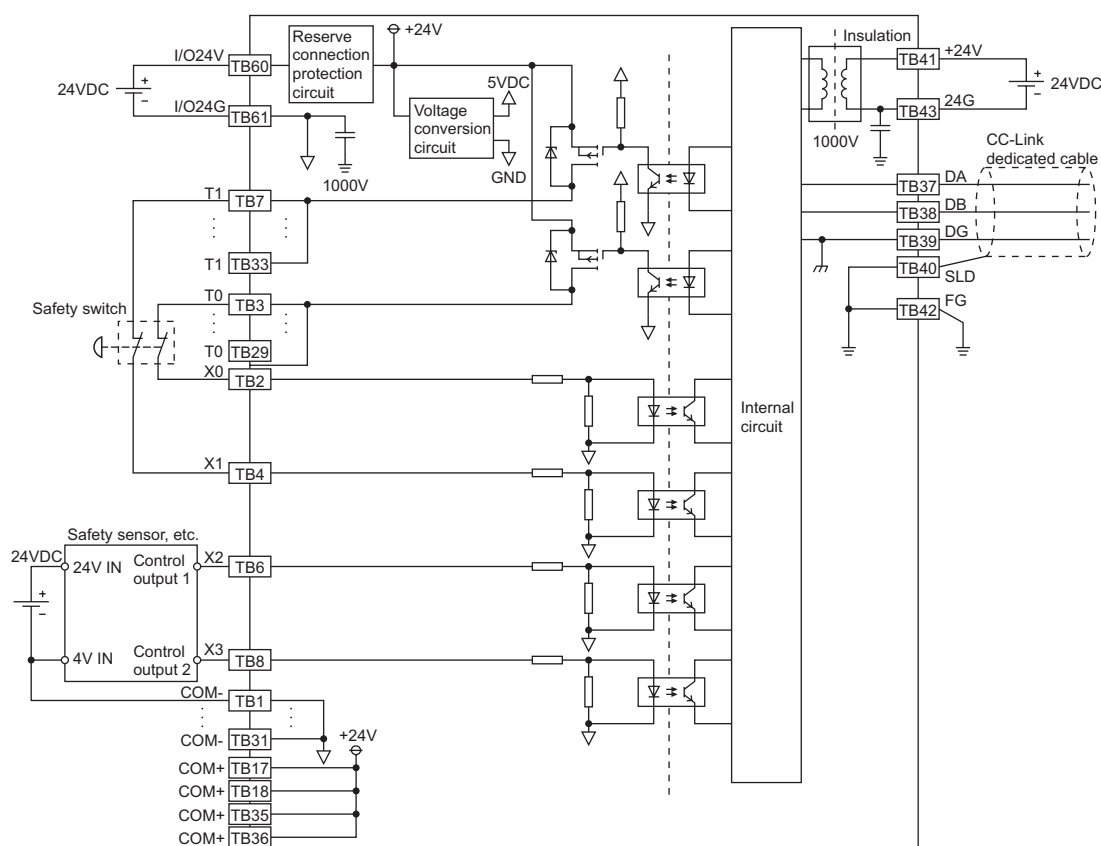 I/O24V
TB60
24VDC
+
−
I/O24G
TB61
1000V
Reserve
connection
protection
circuit
+24V
Voltage
conversion
circuit
5VDC
GND
T1
TB7
T1
TB33
T0
TB3
T0
TB29
Safety switch
X0
TB2
X1
TB4
Safety sensor, etc.
24VDC
+
−
24V IN
Control
output 1
4V IN
Control
output 2
X2
TB6
X3
TB8
COM-
TB1
COM-
TB31
+24V
COM+
TB17
COM+
TB18
COM+
TB35
COM+
TB36
Internal
circuit
Insulation
1000V
TB41
+24V
TB43
24G
+
−
24VDC
CC-Link
dedicated cable
TB37
DA
TB38
DB
TB39
DG
TB40
SLD
TB42
FG